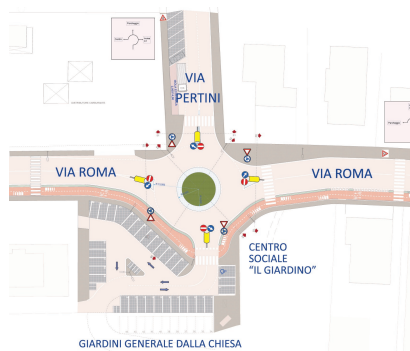 VIA
PERTINI
VIA ROMA
VIA ROMA
CENTRO
SOCIALE
"IL GIARDINO"
GIARDINI GENERALE DALLA CHIESA